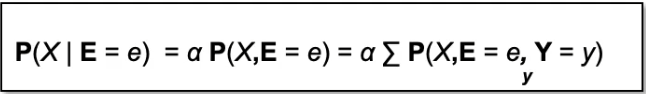 P(X | E = e) = α P(X,E = e) = α ∑ P(X,E = e, Y = y)
y